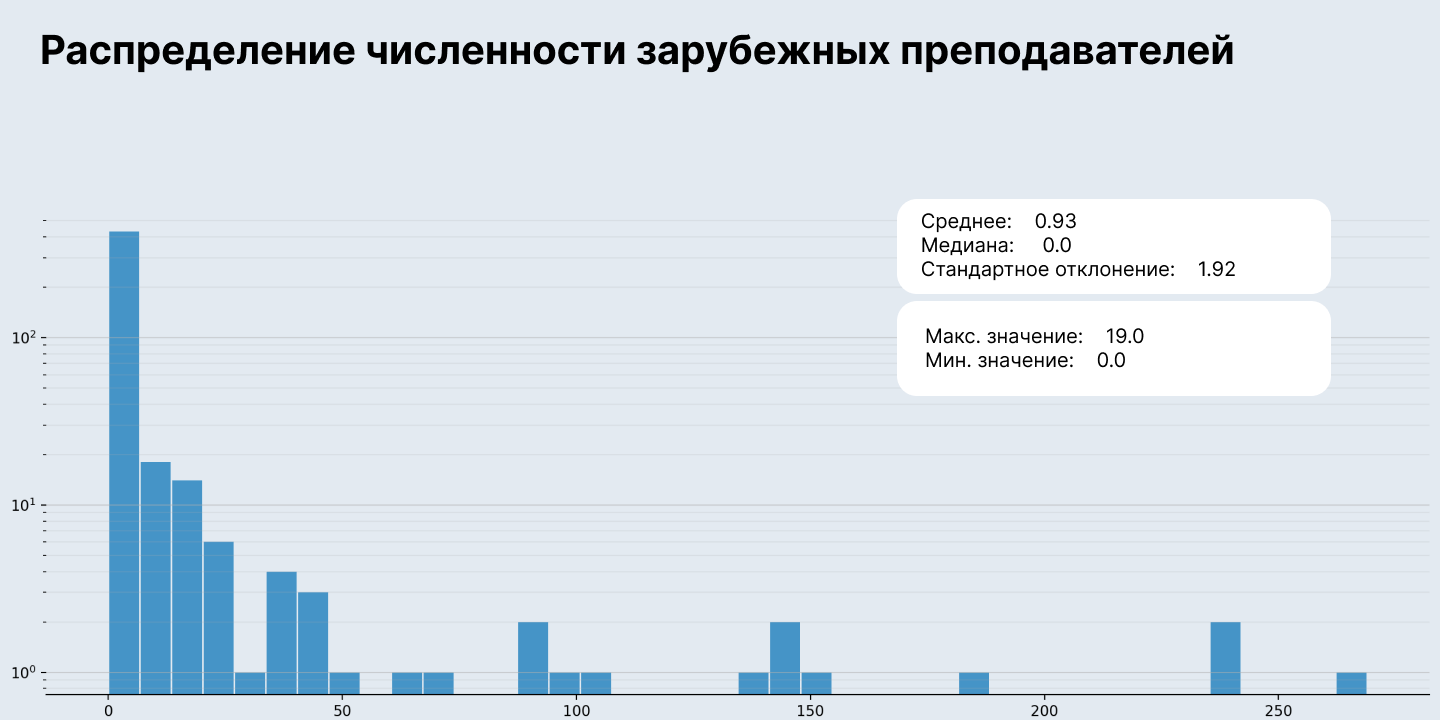 Распределение численности зарубежных преподавателей
Среднее: 0.93
Медиана: 0.0
Стандартное отклонение: 1.92
Макс. значение: 19.0
Мин. значение: 0.0
10²
10¹
10⁰
0 50 100 150 200 250